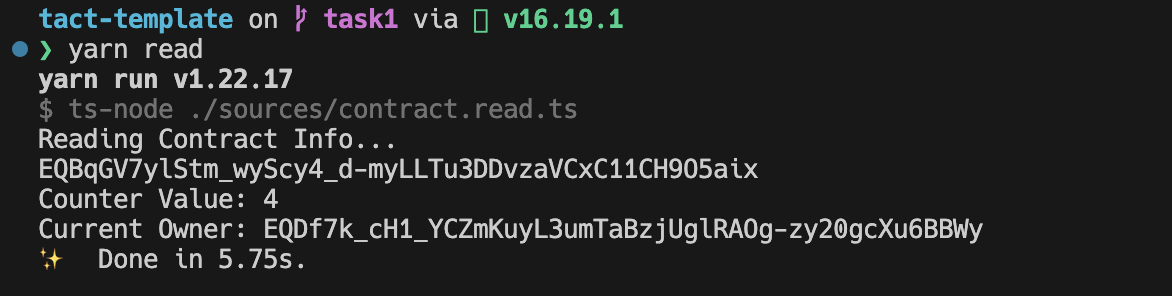 tact-template on task1 via v16.19.1
❯ yarn read
yarn run v1.22.17
$ ts-node ./sources/contract.read.ts
Reading Contract Info...
EQBqGV7ylStm_wyScy4_d-myLLTu3DDvzaVCxC11CH9O5aix
Counter Value: 4
Current Owner: EQDf7k_cH1_YCZmKuyL3umTaBzjUglRAOg-zy20gcXu6BBWy
✨ Done in 5.75s.